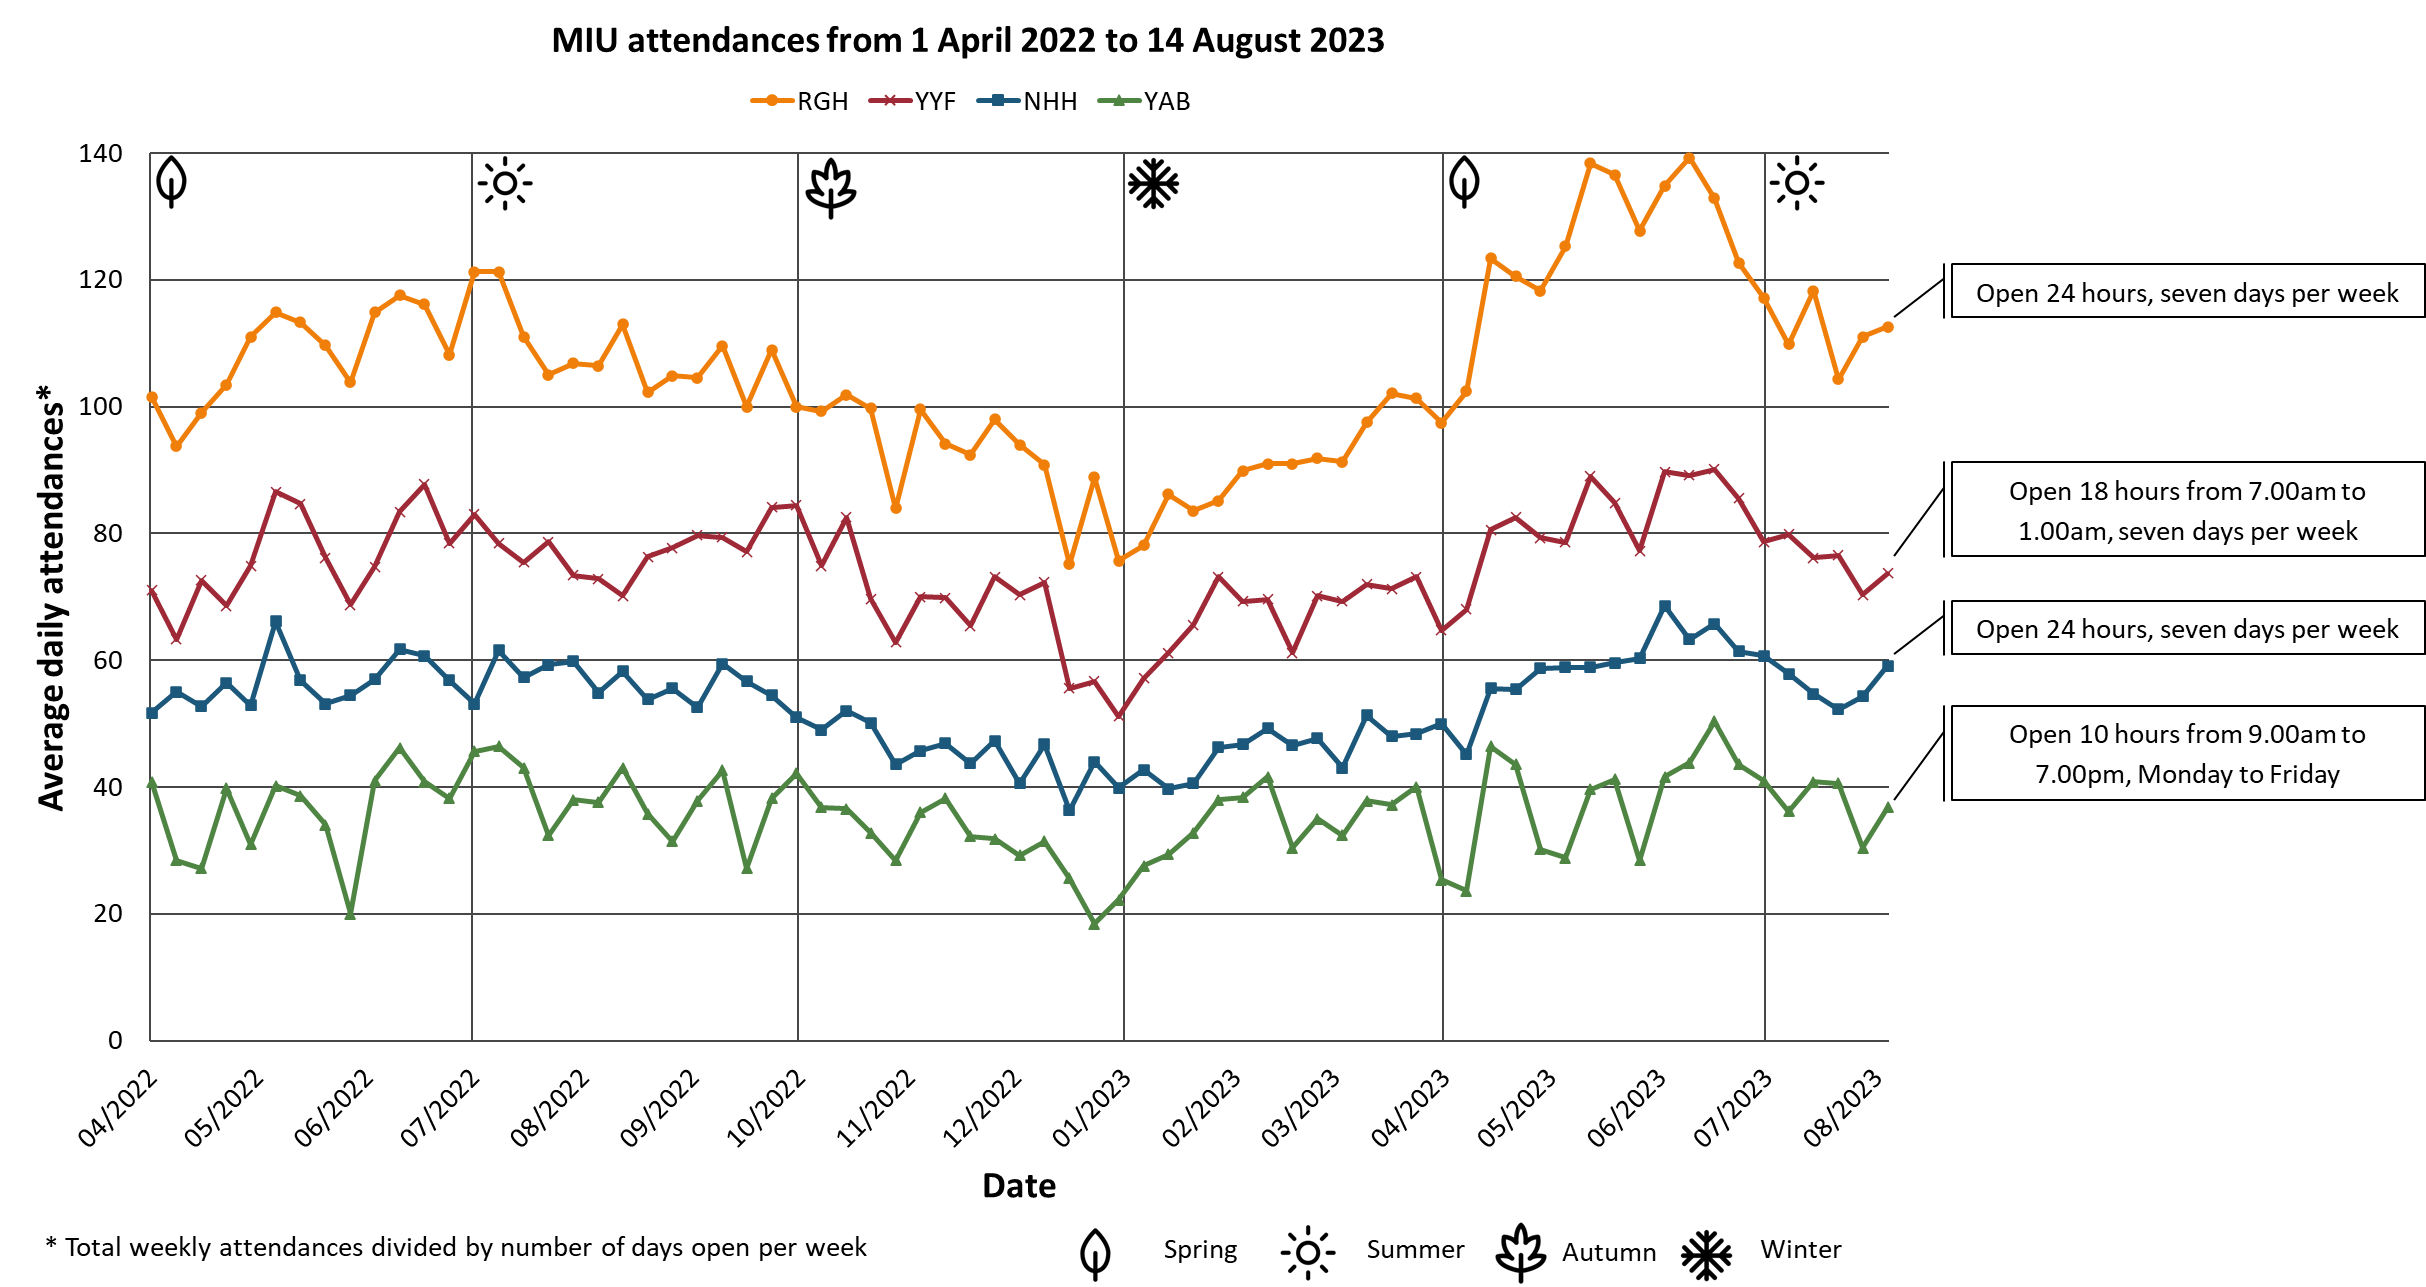 MIU attendances from 1 April 2022 to 14 August 2023
RGH YYF NHH YAB
140
120
100
80
60
40
20
0
Average daily attendances*
Open 24 hours, seven days per week
Open 18 hours from 7.00am to
1.00am, seven days per week
Open 24 hours, seven days per week
Open 10 hours from 9.00am to
7.00pm, Monday to Friday
04/2022 05/2022 06/2022 07/2022 08/2022 09/2022 10/2022 11/2022 12/2022 01/2023 02/2023 03/2023 04/2023 05/2023 06/2023 07/2023 08/2023
Date
* Total weekly attendances divided by number of days open per week
Spring Summer Autumn Winter